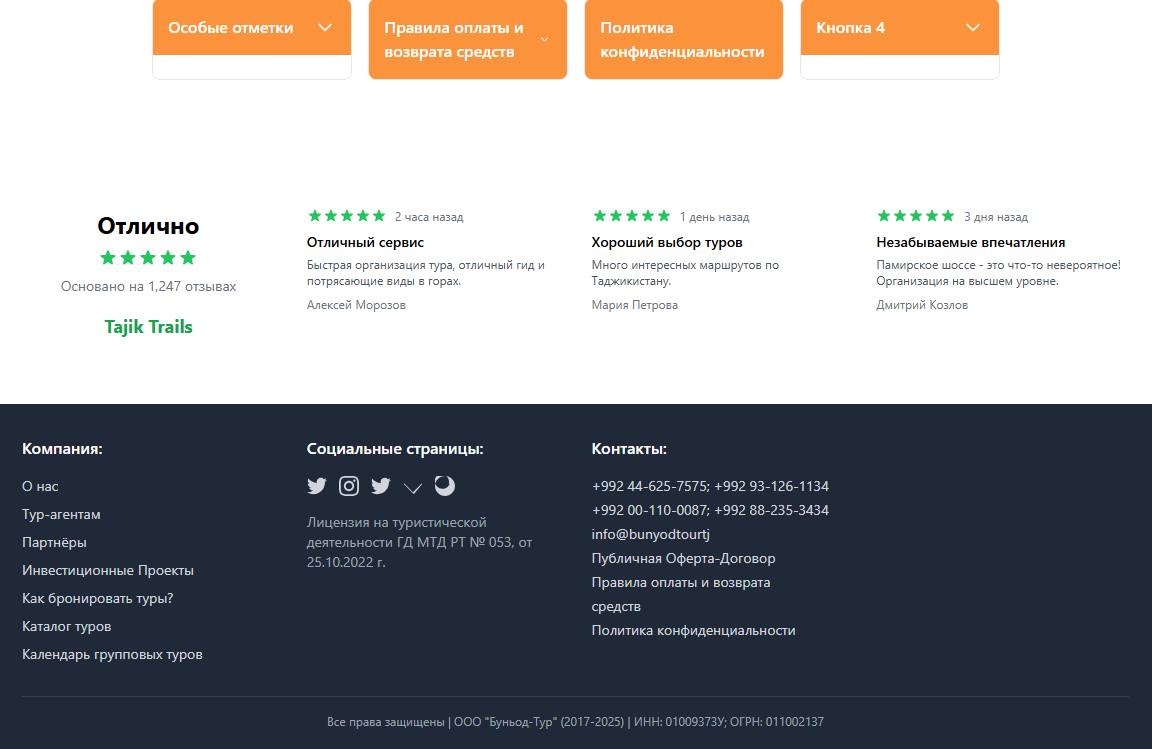 Особые отметки
Правила оплаты и
возврата средств
Политика
конфиденциальности
Кнопка 4
Отлично
Основано на 1,247 отзывах
Tajik Trails
2 часа назад
Отличный сервис
Быстрая организация тура, отличный гид и
потрясающие виды в горах.
Алексей Морозов
1 день назад
Хороший выбор туров
Много интересных маршрутов по
Таджикистану.
Мария Петрова
3 дня назад
Незабываемые впечатления
Памирское шоссе - это что-то невероятное!
Организация на высшем уровне.
Дмитрий Козлов
Компания:
О нас
Тур-агентам
Партнёры
Инвестиционные Проекты
Как бронировать туры?
Каталог туров
Календарь групповых туров
Социальные страницы:
Лицензия на туристической
деятельности ГД МТД РТ № 053, от
25.10.2022 г.
Контакты:
+992 44-625-7575; +992 93-126-1134
+992 00-110-0087; +992 88-235-3434
info@bunyodtourtj
Публичная Оферта-Договор
Правила оплаты и возврата
средств
Политика конфиденциальности
Все права защищены | ООО "Буньод-Тур" (2017-2025) | ИНН: 01009373У; ОГРН: 011002137